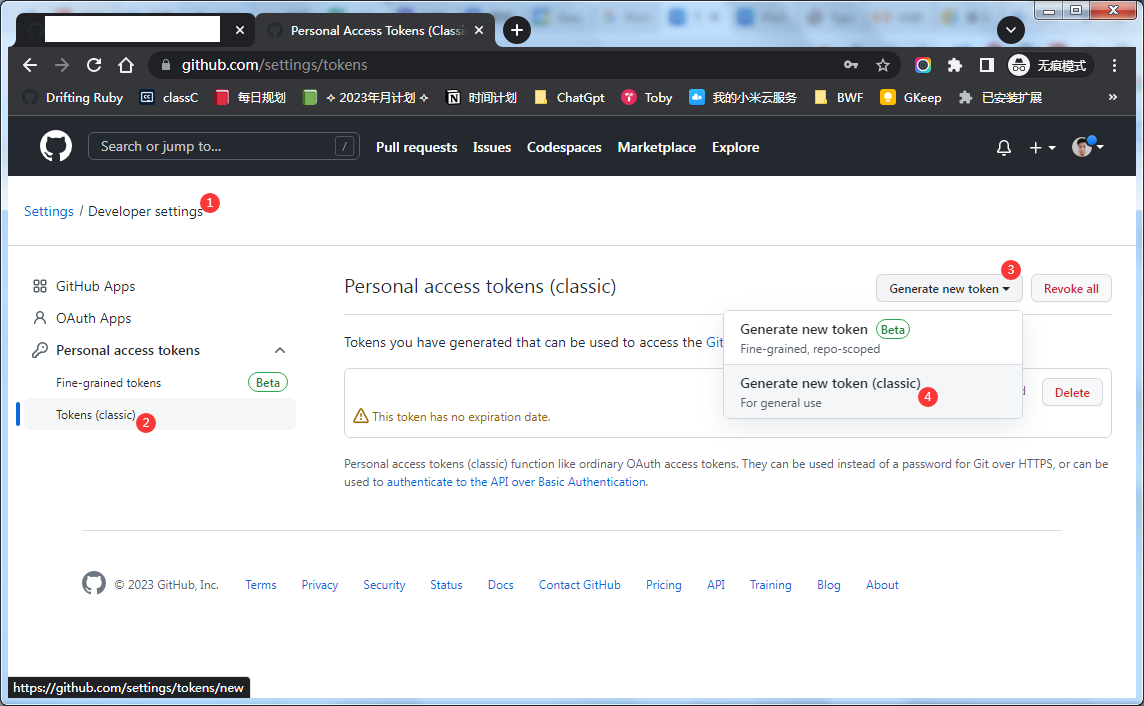 Personal Access Tokens (Classi
github.com/settings/tokens
无痕模式
Drifting Ruby
classC
每日规划
✧ 2023年月计划 ✧
时间计划
ChatGpt
Toby
我的小米云服务
BWF
GKeep
已安装扩展
»
Search or jump to...
/
Pull requests
Issues
Codespaces
Marketplace
Explore
Settings / Developer settings
1
GitHub Apps
OAuth Apps
Personal access tokens
Fine-grained tokens
Beta
Tokens (classic)
2
Personal access tokens (classic)
Generate new token
3
Revoke all
Tokens you have generated that can be used to access the Git
Generate new token
Beta
Fine-grained, repo-scoped
Generate new token (classic)
4
For general use
Delete
This token has no expiration date.
Personal access tokens (classic) function like ordinary OAuth access tokens. They can be used instead of a password for Git over HTTPS, or can be
used to authenticate to the API over Basic Authentication.
© 2023 GitHub, Inc.
Terms
Privacy
Security
Status
Docs
Contact GitHub
Pricing
API
Training
Blog
About
https://github.com/settings/tokens/new